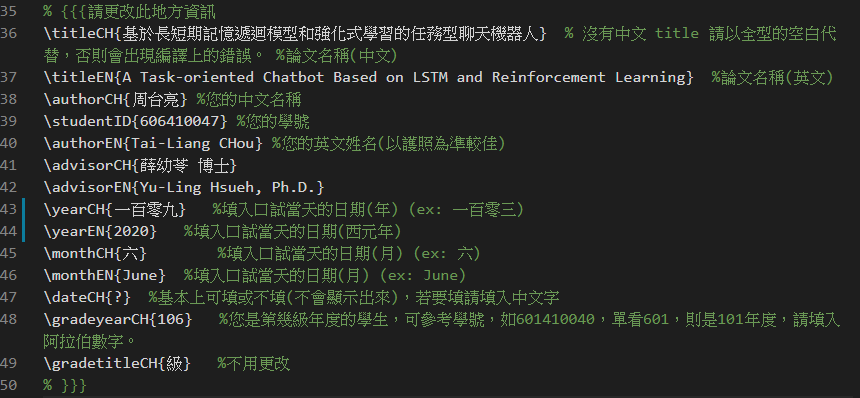 35 % {{{請更改此地方資訊
36 \titleCH{基於長短期記憶遞迴模型和強化式學習的任務型聊天機器人} % 沒有中文 title 請以全型的空白代
替，否則會出現編譯上的錯誤。 %論文名稱(中文)
37 \titleEN{A Task-oriented Chatbot Based on LSTM and Reinforcement Learning} %論文名稱(英文)
38 \authorCH{周台亮} %您的中文名稱
39 \studentID{606410047} %您的學號
40 \authorEN{Tai-Liang CHou} %您的英文姓名(以護照為準較佳)
41 \advisorCH{薛幼苓 博士}
42 \advisorEN{Yu-Ling Hsueh, Ph.D.}
43 \yearCH{一百零九} %填入口試當天的日期(年) (ex: 一百零三)
44 \yearEN{2020} %填入口試當天的日期(西元年)
45 \monthCH{六} %填入口試當天的日期(月) (ex: 六)
46 \monthEN{June} %填入口試當天的日期(月) (ex: June)
47 \dateCH{?} %基本上可填或不填(不會顯示出來)，若要填請填入中文字
48 \gradeyearCH{106} %您是第幾級年度的學生，可參考學號，如601410040，單看601，則是101年度，請填入
阿拉伯數字。
49 \gradetitleCH{級} %不用更改
50 % }}}